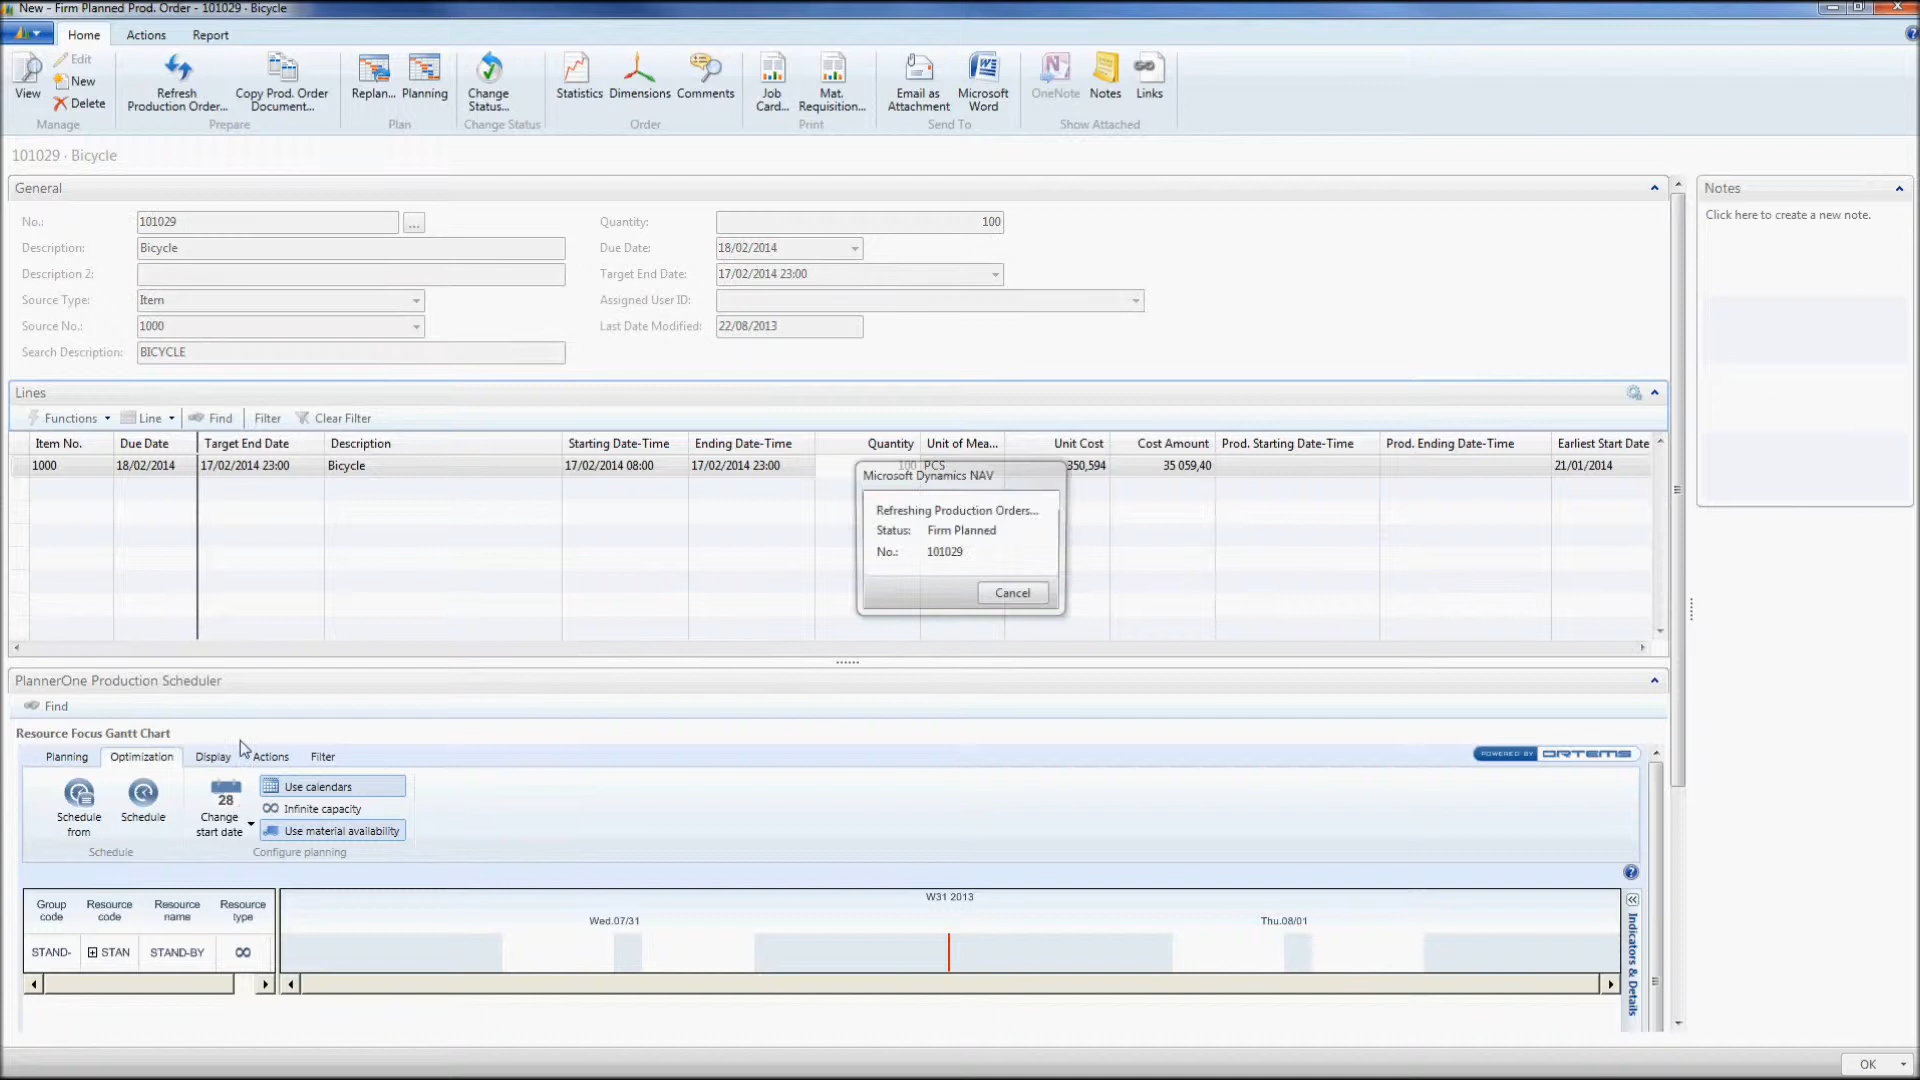 New - Firm Planned Prod. Order - 101029 · Bicycle
Home Actions Report
View
Edit
New
Delete
Manage
Refresh Production Order...
Copy Prod. Order Document...
Prepare
Replan... Planning
Plan
Change Status...
Change Status
Statistics Dimensions Comments
Order
Job Card...
Mat. Requisition...
Print
Email as Attachment
Microsoft Word
Send To
OneNote Notes Links
Show Attached
101029 · Bicycle
General
No.: 101029 ...
Description: Bicycle
Description 2:
Source Type: Item
Source No.: 1000
Search Description: BICYCLE
Quantity: 100
Due Date: 18/02/2014
Target End Date: 17/02/2014 23:00
Assigned User ID:
Last Date Modified: 22/08/2013
Notes
Click here to create a new note.
Lines
Functions Line Find Filter Clear Filter
Item No. Due Date Target End Date Description Starting Date-Time Ending Date-Time Quantity Unit of Mea... Unit Cost Cost Amount Prod. Starting Date-Time Prod. Ending Date-Time Earliest Start Date
1000 18/02/2014 17/02/2014 23:00 Bicycle 17/02/2014 08:00 17/02/2014 23:00 100 PCS 350,594 35 059,40 21/01/2014
Microsoft Dynamics NAV
Refreshing Production Orders...
Status: Firm Planned
No.: 101029
Cancel
PlannerOne Production Scheduler
Find
Resource Focus Gantt Chart
Planning Optimization Display Actions Filter
POWERED BY ORTEMS
Schedule from
Schedule
Schedule
28
Change start date
Use calendars
Infinite capacity
Use material availability
Configure planning
Group code
Resource code
Resource name
Resource type
W31 2013
Wed.07/31 Thu.08/01
STAND- STAN STAND-BY ∞
Indicators & Details
OK